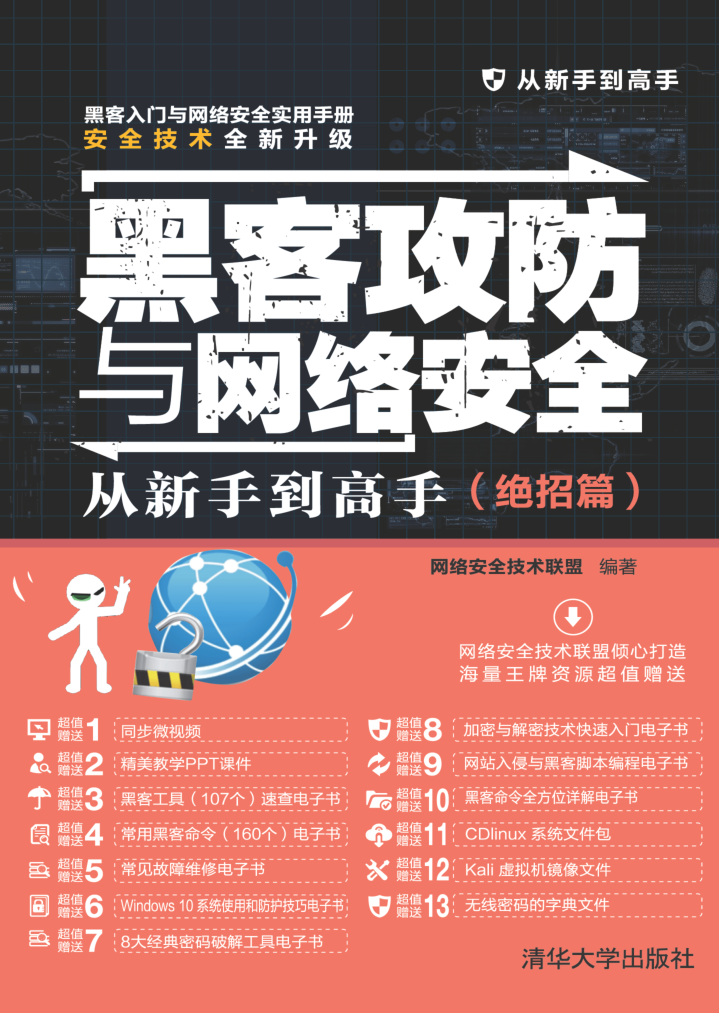 从新手到高手
黑客入门与网络安全实用手册
安全技术全新升级
黑客攻防
与网络安全
从新手到高手（绝招篇）
网络安全技术联盟 编著
网络安全技术联盟倾心打造
海量王牌资源超值赠送
超值赠送1 同步微视频
超值赠送2 精美教学PPT课件
超值赠送3 黑客工具（107个）速查电子书
超值赠送4 常用黑客命令（160个）电子书
超值赠送5 常见故障维修电子书
超值赠送6 Windows 10 系统使用和防护技巧电子书
超值赠送7 8大经典密码破解工具电子书
超值赠送8 加密与解密技术快速入门电子书
超值赠送9 网站入侵与黑客脚本编程电子书
超值赠送10 黑客命令全方位详解电子书
超值赠送11 CDlinux 系统文件包
超值赠送12 Kali 虚拟机镜像文件
超值赠送13 无线密码的字典文件
清华大学出版社